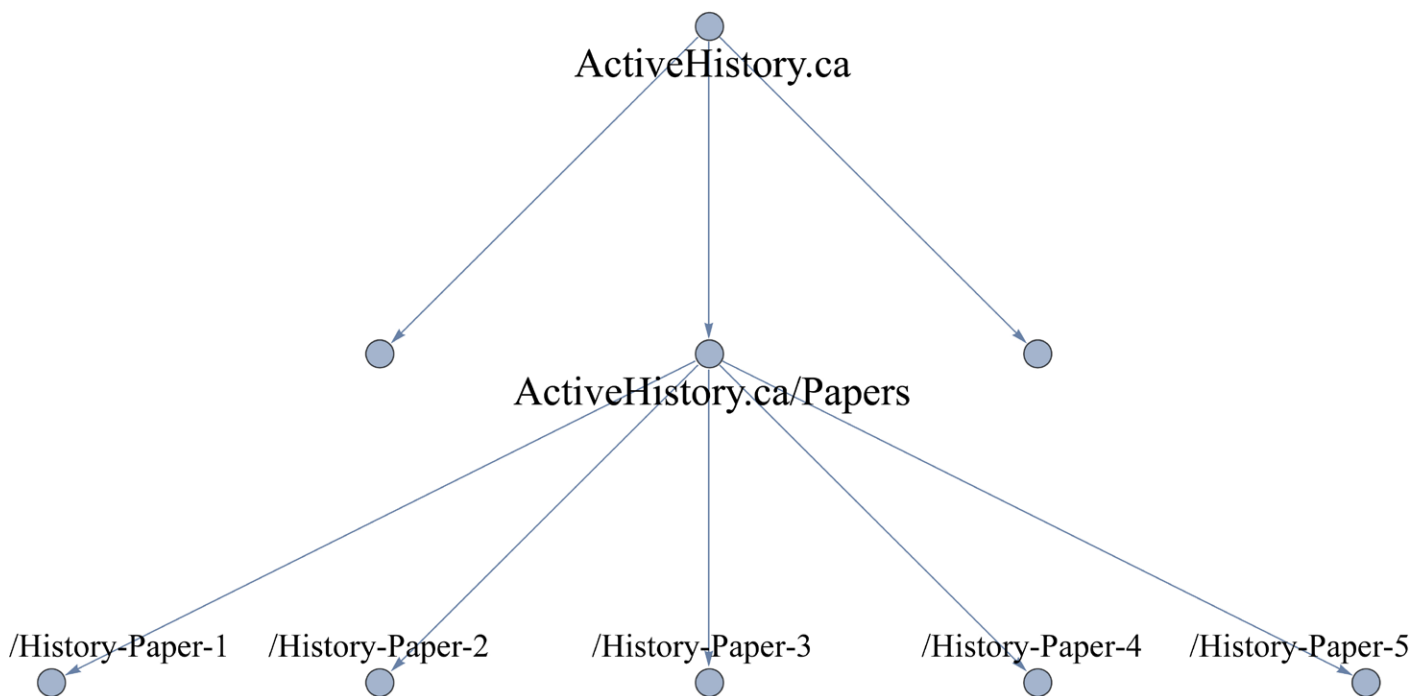 ActiveHistory.ca
ActiveHistory.ca/Papers
/History-Paper-1
/History-Paper-2
/History-Paper-3
/History-Paper-4
/History-Paper-5